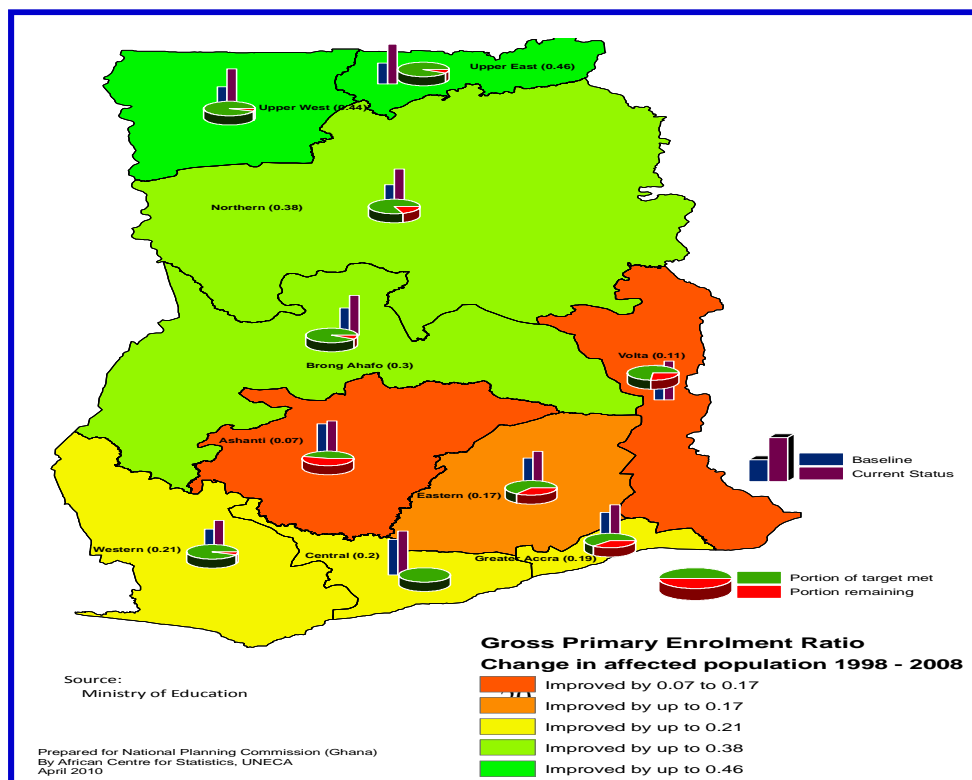 Upper East (0.46)
Upper West (0.44)
Northern (0.38)
Brong Ahafo (0.3)
Volta (0.11)
Ashanti (0.07)
Eastern (0.17)
Western (0.21)
Central (0.2)
Greater Accra (0.19)
Baseline
Current Status
Portion of target met
Portion remaining
Gross Primary Enrolment Ratio
Change in affected population 1998 - 2008
Improved by 0.07 to 0.17
Improved by up to 0.17
Improved by up to 0.21
Improved by up to 0.38
Improved by up to 0.46
Source:
Ministry of Education
Prepared for National Planning Commission (Ghana)
By African Centre for Statistics, UNECA
April 2010